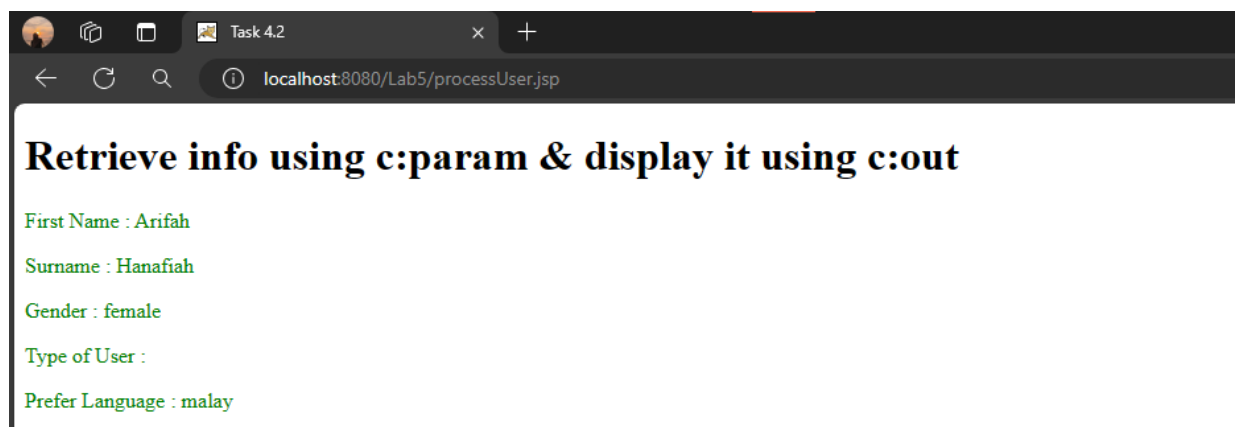 Task 4.2
localhost:8080/Lab5/processUser.jsp
Retrieve info using c:param & display it using c:out
First Name : Arifah
Surname : Hanafiah
Gender : female
Type of User :
Prefer Language : malay